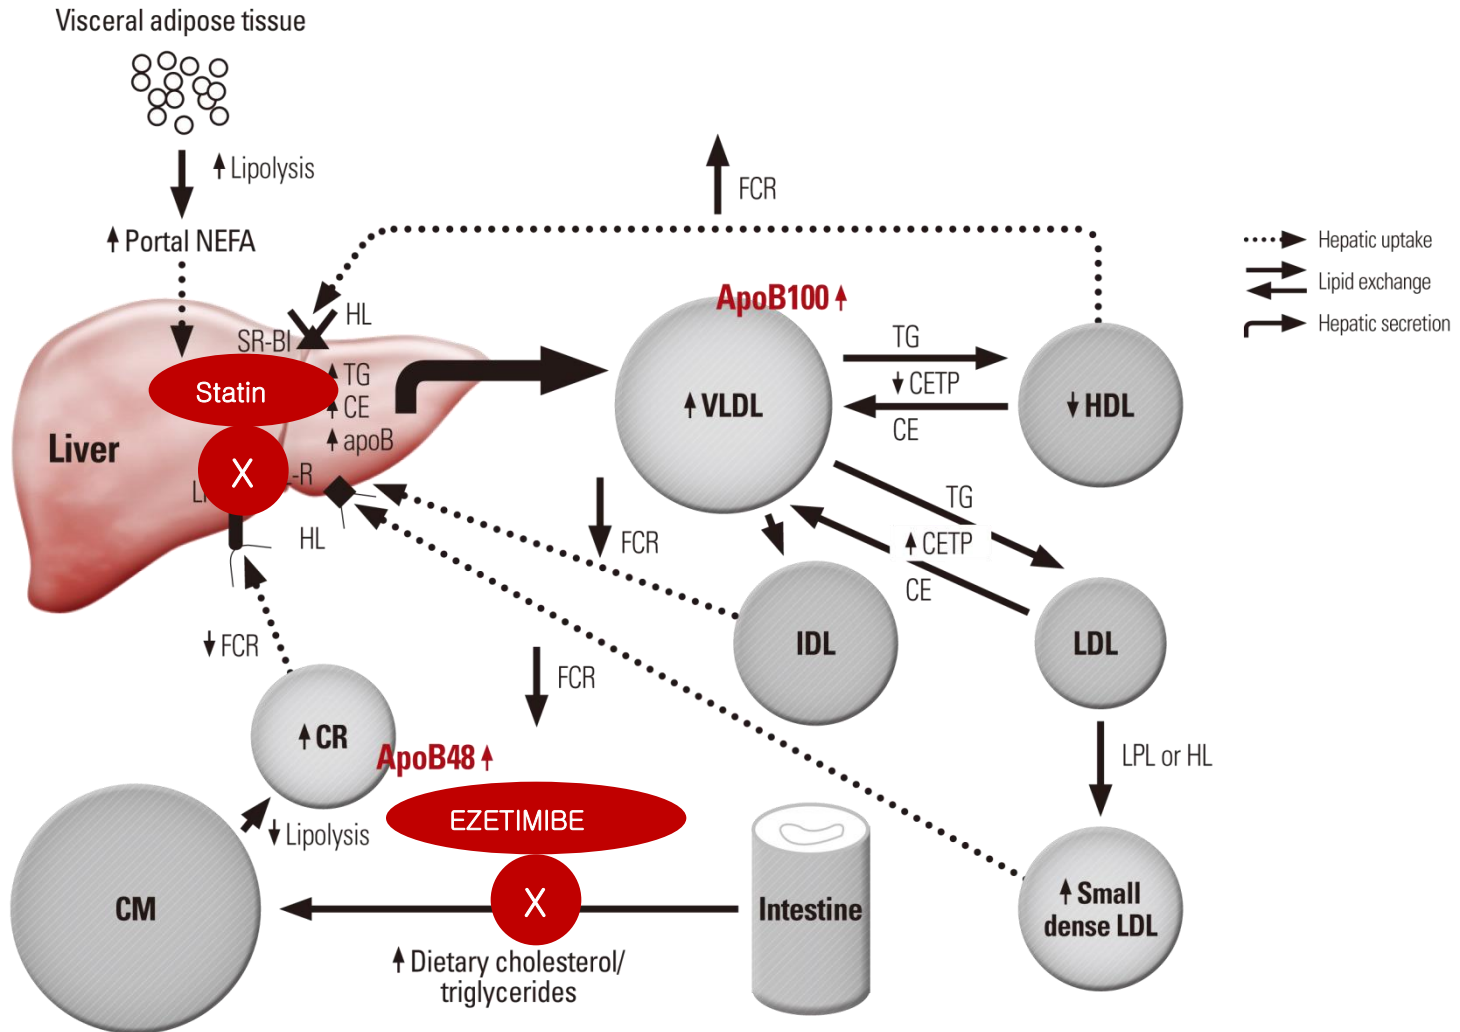 Visceral adipose tissue
Lipolysis
Portal NEFA
FCR
Hepatic uptake
Lipid exchange
Hepatic secretion
HL
SR-BI
TG
CE
apoB
Statin
X
Liver
HL
ApoB100
VLDL
TG
CETP
CE
HDL
TG
CETP
CE
FCR
IDL
LDL
FCR
FCR
CR
ApoB48
LPL or HL
Lipolysis
EZETIMIBE
X
CM
Intestine
Small
dense LDL
Dietary cholesterol/
triglycerides